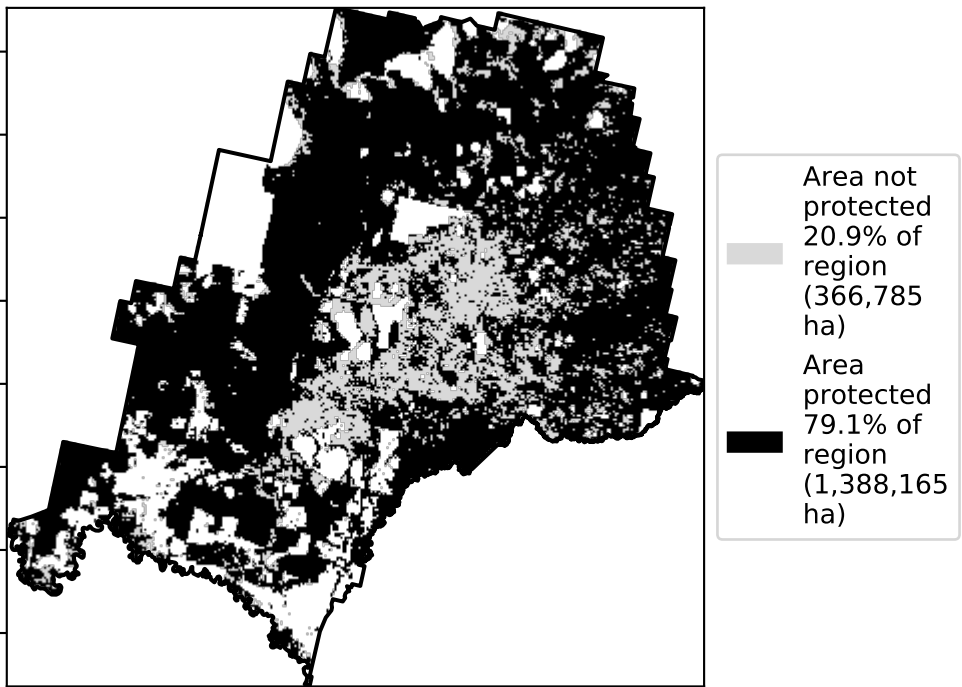 Area not
protected
20.9% of
region
(366,785
ha)
Area
protected
79.1% of
region
(1,388,165
ha)